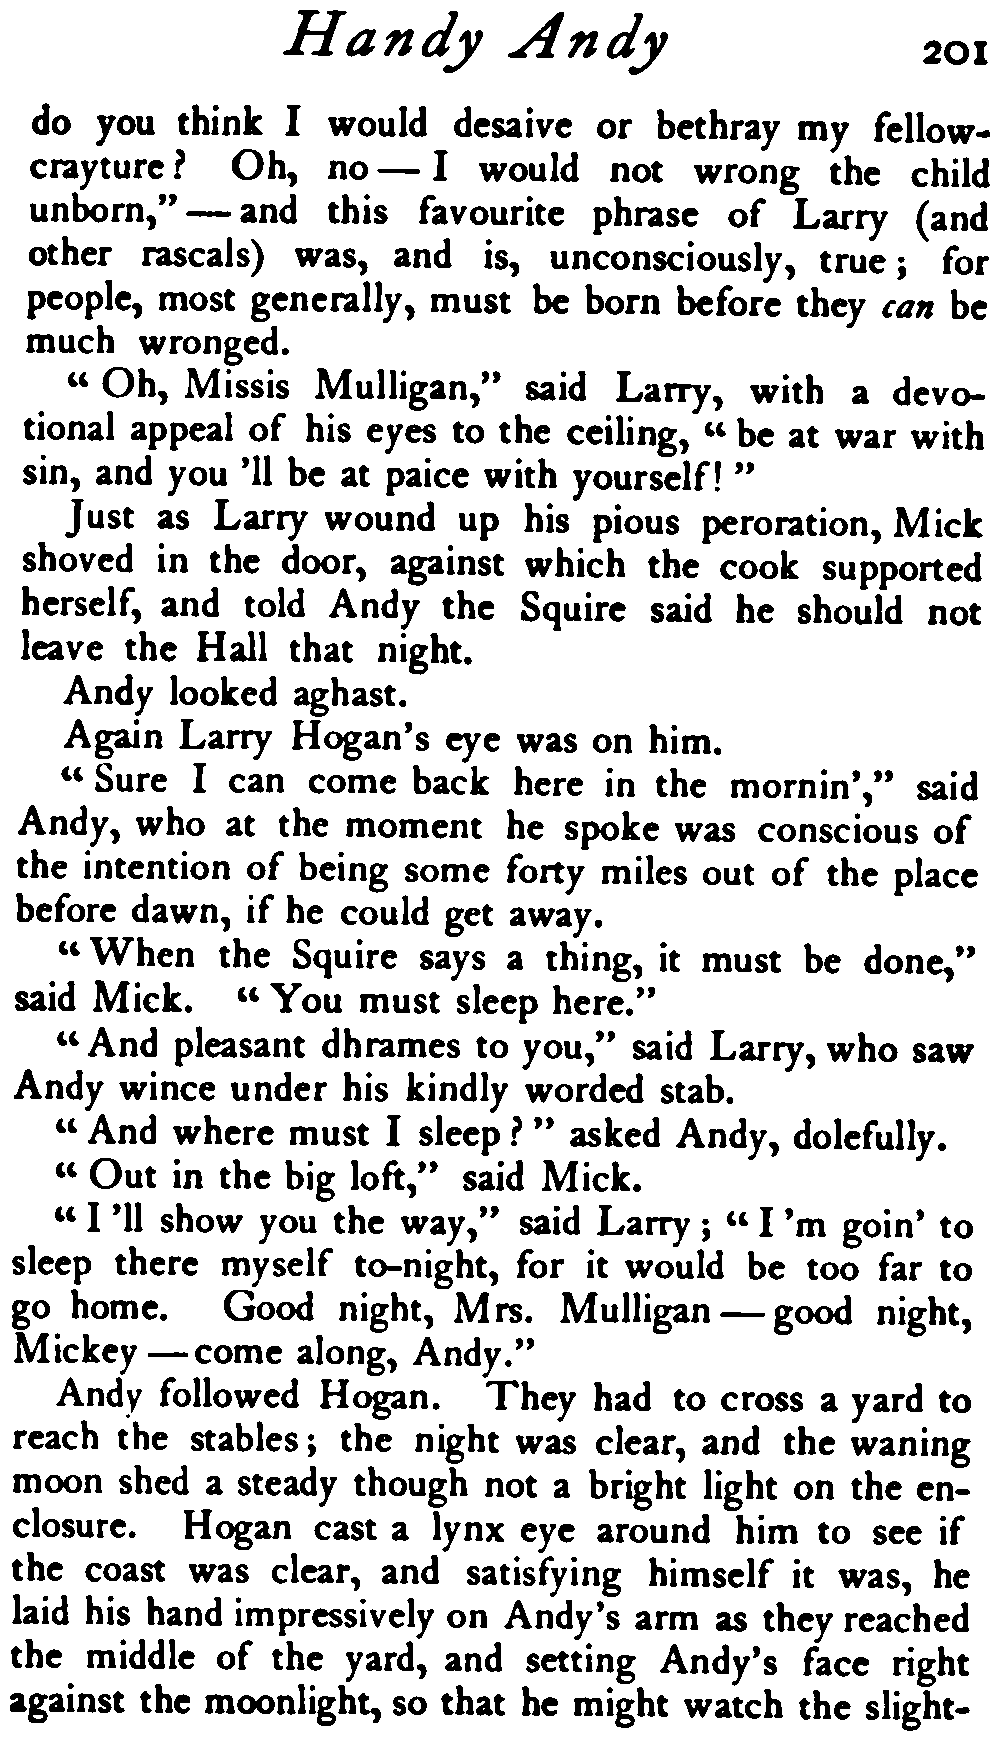 Handy Andy 201
do you think I would desaive or bethray my fellow-
crayture? Oh, no — I would not wrong the child
unborn," — and this favourite phrase of Larry (and
other rascals) was, and is, unconsciously, true; for
people, most generally, must be born before they can be
much wronged.
"Oh, Missis Mulligan," said Larry, with a devo-
tional appeal of his eyes to the ceiling, "be at war with
sin, and you 'll be at paice with yourself!"
Just as Larry wound up his pious peroration, Mick
shoved in the door, against which the cook supported
herself, and told Andy the Squire said he should not
leave the Hall that night.
Andy looked aghast.
Again Larry Hogan's eye was on him.
"Sure I can come back here in the mornin'," said
Andy, who at the moment he spoke was conscious of
the intention of being some forty miles out of the place
before dawn, if he could get away.
"When the Squire says a thing, it must be done,"
said Mick. "You must sleep here."
"And pleasant dhrames to you," said Larry, who saw
Andy wince under his kindly worded stab.
"And where must I sleep?" asked Andy, dolefully.
"Out in the big loft," said Mick.
"I 'll show you the way," said Larry; "I 'm goin' to
sleep there myself to-night, for it would be too far to
go home. Good night, Mrs. Mulligan — good night,
Mickey — come along, Andy."
Andy followed Hogan. They had to cross a yard to
reach the stables; the night was clear, and the waning
moon shed a steady though not a bright light on the en-
closure. Hogan cast a lynx eye around him to see if
the coast was clear, and satisfying himself it was, he
laid his hand impressively on Andy's arm as they reached
the middle of the yard, and setting Andy's face right
against the moonlight, so that he might watch the slight-